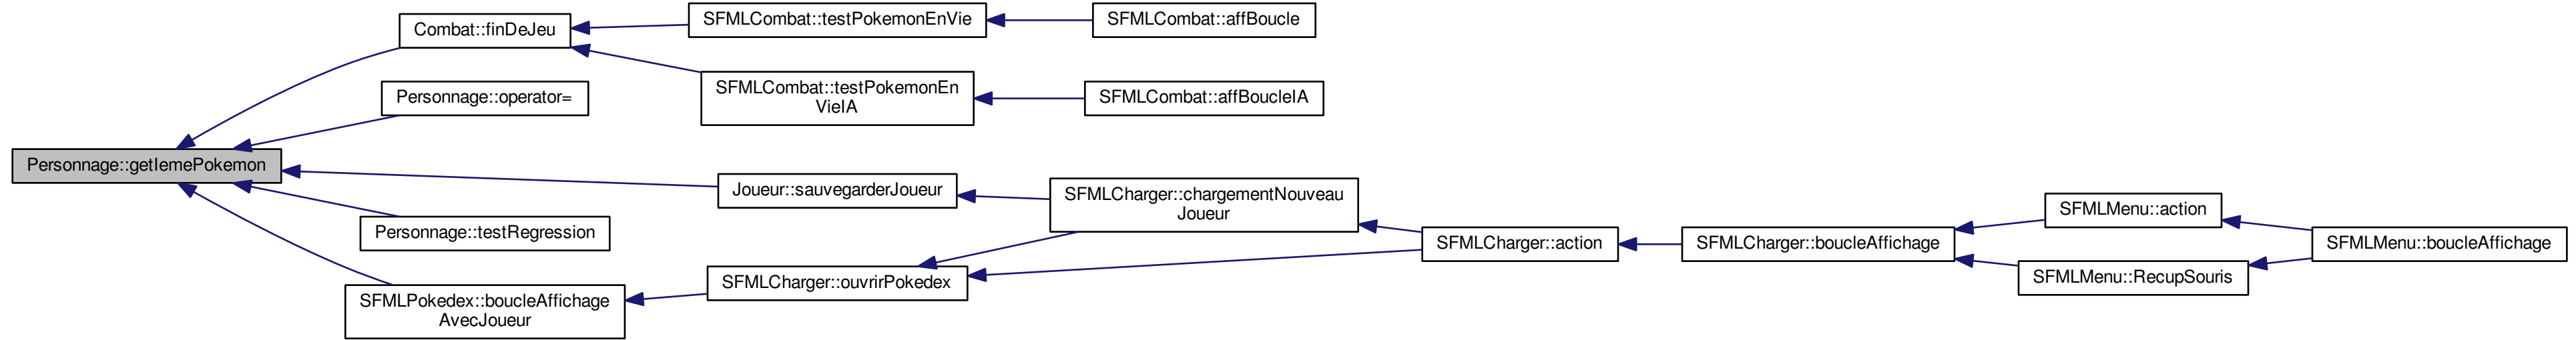 Personnage::getIemePokemon
Combat::finDeJeu
SFMLCombat::testPokemonEnVie
SFMLCombat::affBoucle
SFMLCombat::testPokemonEn
VieIA
SFMLCombat::affBoucleIA
Personnage::operator=
Joueur::sauvegarderJoueur
SFMLCharger::chargementNouveau
Joueur
SFMLCharger::action
SFMLCharger::boucleAffichage
SFMLMenu::action
SFMLMenu::boucleAffichage
SFMLMenu::RecupSouris
Personnage::testRegression
SFMLPokedex::boucleAffichage
AvecJoueur
SFMLCharger::ouvrirPokedex